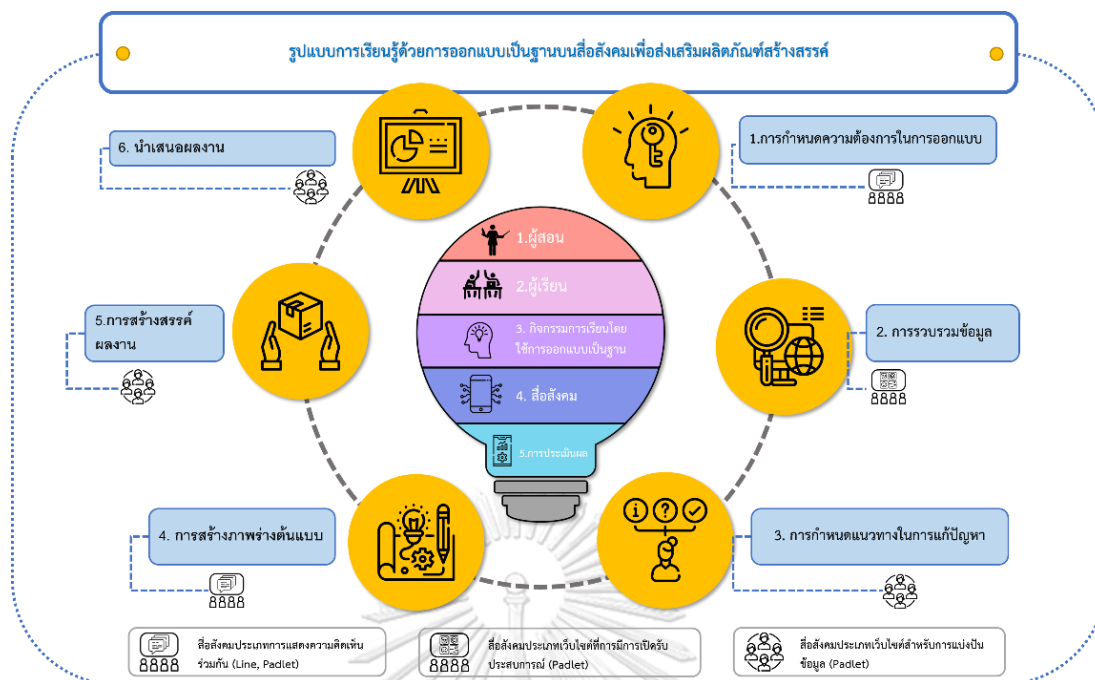 รูปแบบการเรียนรู้ด้วยการออกแบบเป็นฐานบนสื่อสังคมเพื่อส่งเสริมผลิตภัณฑ์สร้างสรรค์
6. นำเสนอผลงาน
1.การกำหนดความต้องการในการออกแบบ
1.ผู้สอน
2.ผู้เรียน
3. กิจกรรมการเรียนโดย
ใช้การออกแบบเป็นฐาน
4. สื่อสังคม
5.การประเมินผล
5.การสร้างสรรค์
ผลงาน
2. การรวบรวมข้อมูล
4. การสร้างภาพร่างต้นแบบ
3. การกำหนดแนวทางในการแก้ปัญหา
สื่อสังคมประเภทการแสดงความคิดเห็น
ร่วมกัน (Line, Padlet)
สื่อสังคมประเภทเว็บไซต์ที่การมีการเปิดรับ
ประสบการณ์ (Padlet)
สื่อสังคมประเภทเว็บไซต์สำหรับการแบ่งปัน
ข้อมูล (Padlet)